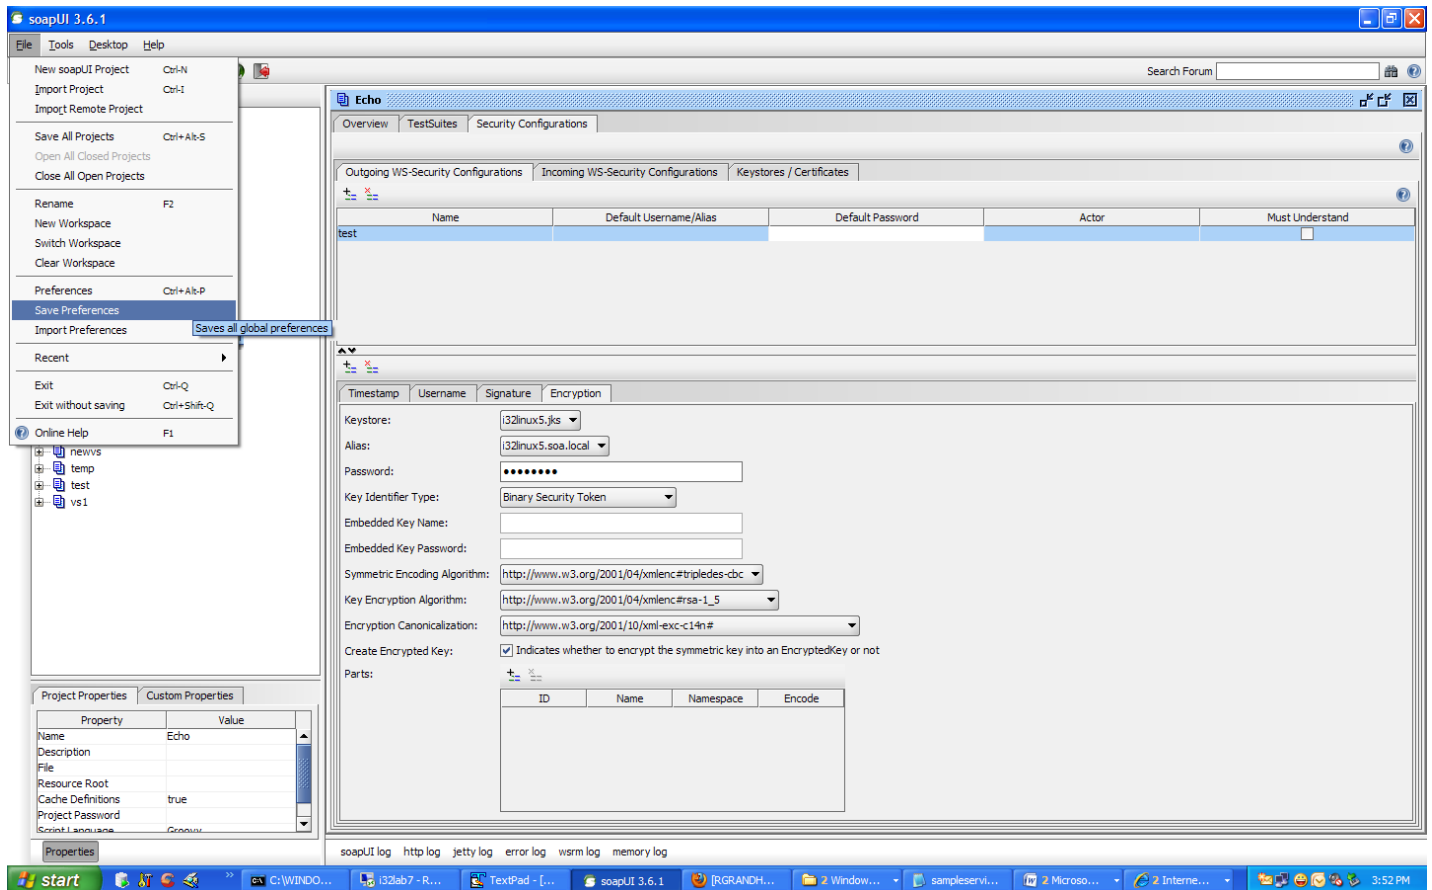 soapUI 3.6.1
File Tools Desktop Help
New soapUI Project Ctrl-N
Import Project Ctrl-I
Import Remote Project
Save All Projects Ctrl+Alt-S
Open All Closed Projects
Close All Open Projects
Rename F2
New Workspace
Switch Workspace
Clear Workspace
Preferences Ctrl+Alt-P
Save Preferences
Import Preferences
Saves all global preferences
Recent
Exit Ctrl-Q
Exit without saving Ctrl+Shift-Q
Online Help F1
newvs
temp
test
vs1
Search Forum
Echo
Overview TestSuites Security Configurations
Outgoing WS-Security Configurations Incoming WS-Security Configurations Keystores / Certificates
Name Default Username/Alias Default Password Actor Must Understand
test
Timestamp Username Signature Encryption
Keystore: i32linux5.jks
Alias: i32linux5.soa.local
Password: ••••••••
Key Identifier Type: Binary Security Token
Embedded Key Name:
Embedded Key Password:
Symmetric Encoding Algorithm: http://www.w3.org/2001/04/xmlenc#tripledes-cbc
Key Encryption Algorithm: http://www.w3.org/2001/04/xmlenc#rsa-1_5
Encryption Canonicalization: http://www.w3.org/2001/10/xml-exc-c14n#
Create Encrypted Key: Indicates whether to encrypt the symmetric key into an EncryptedKey or not
Parts:
ID Name Namespace Encode
Project Properties Custom Properties
Property Value
Name Echo
Description
File
Resource Root
Cache Definitions true
Project Password
Script Language Groovy
Properties
soapUI log http log jetty log error log wsrm log memory log
start C:\WINDO... i32lab7 - R... TextPad - [... soapUI 3.6.1 [RGRANDH... 2 Window... sampleservi... 2 Microso... 2 Interne... 3:52 PM